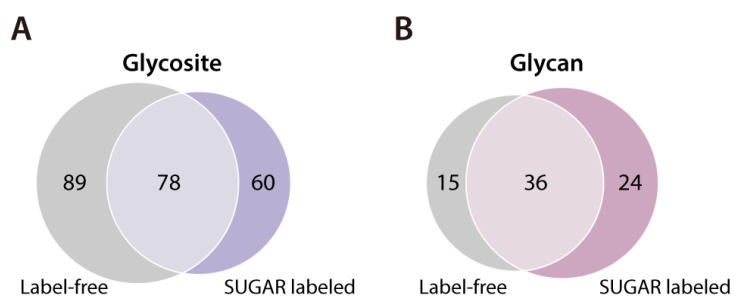 A
Glycosite
89
78
60
Label-free
SUGAR labeled
B
Glycan
15
36
24
Label-free
SUGAR labeled